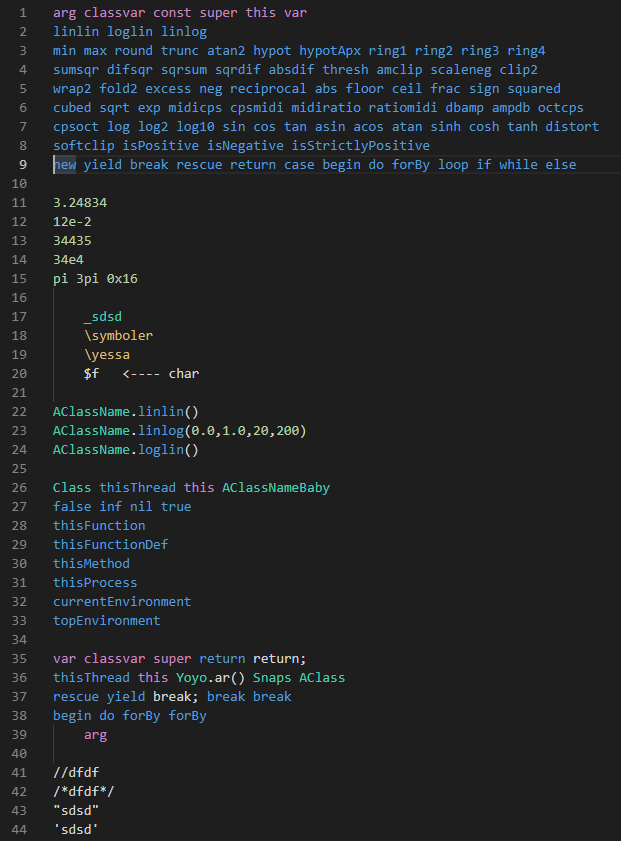 1 arg classvar const super this var
2 linlin loglin linlog
3 min max round trunc atan2 hypot hypotApx ring1 ring2 ring3 ring4
4 sumsqr difsqr sqrsum sqrdif absdif thresh amclip scaleneg clip2
5 wrap2 fold2 excess neg reciprocal abs floor ceil frac sign squared
6 cubed sqrt exp midicps cpsmidi midiratio ratiomidi dbamp ampdb octcps
7 cpsoct log log2 log10 sin cos tan asin acos atan sinh cosh tanh distort
8 softclip isPositive isNegative isStrictlyPositive
9 new yield break rescue return case begin do forBy loop if while else
10
11 3.24834
12 12e-2
13 34435
14 34e4
15 pi 3pi 0x16
16
17 _sdsd
18 \symboler
19 \yessa
20 $f <---- char
21
22 AClassName.linlin()
23 AClassName.linlog(0.0,1.0,20,200)
24 AClassName.loglin()
25
26 Class thisThread this AClassNameBaby
27 false inf nil true
28 thisFunction
29 thisFunctionDef
30 thisMethod
31 thisProcess
32 currentEnvironment
33 topEnvironment
34
35 var classvar super return return;
36 thisThread this Yoyo.ar() Snaps AClass
37 rescue yield break; break break
38 begin do forBy forBy
39 arg
40
41 //dfdf
42 /*dfdf*/
43 "sdsd"
44 'sdsd'